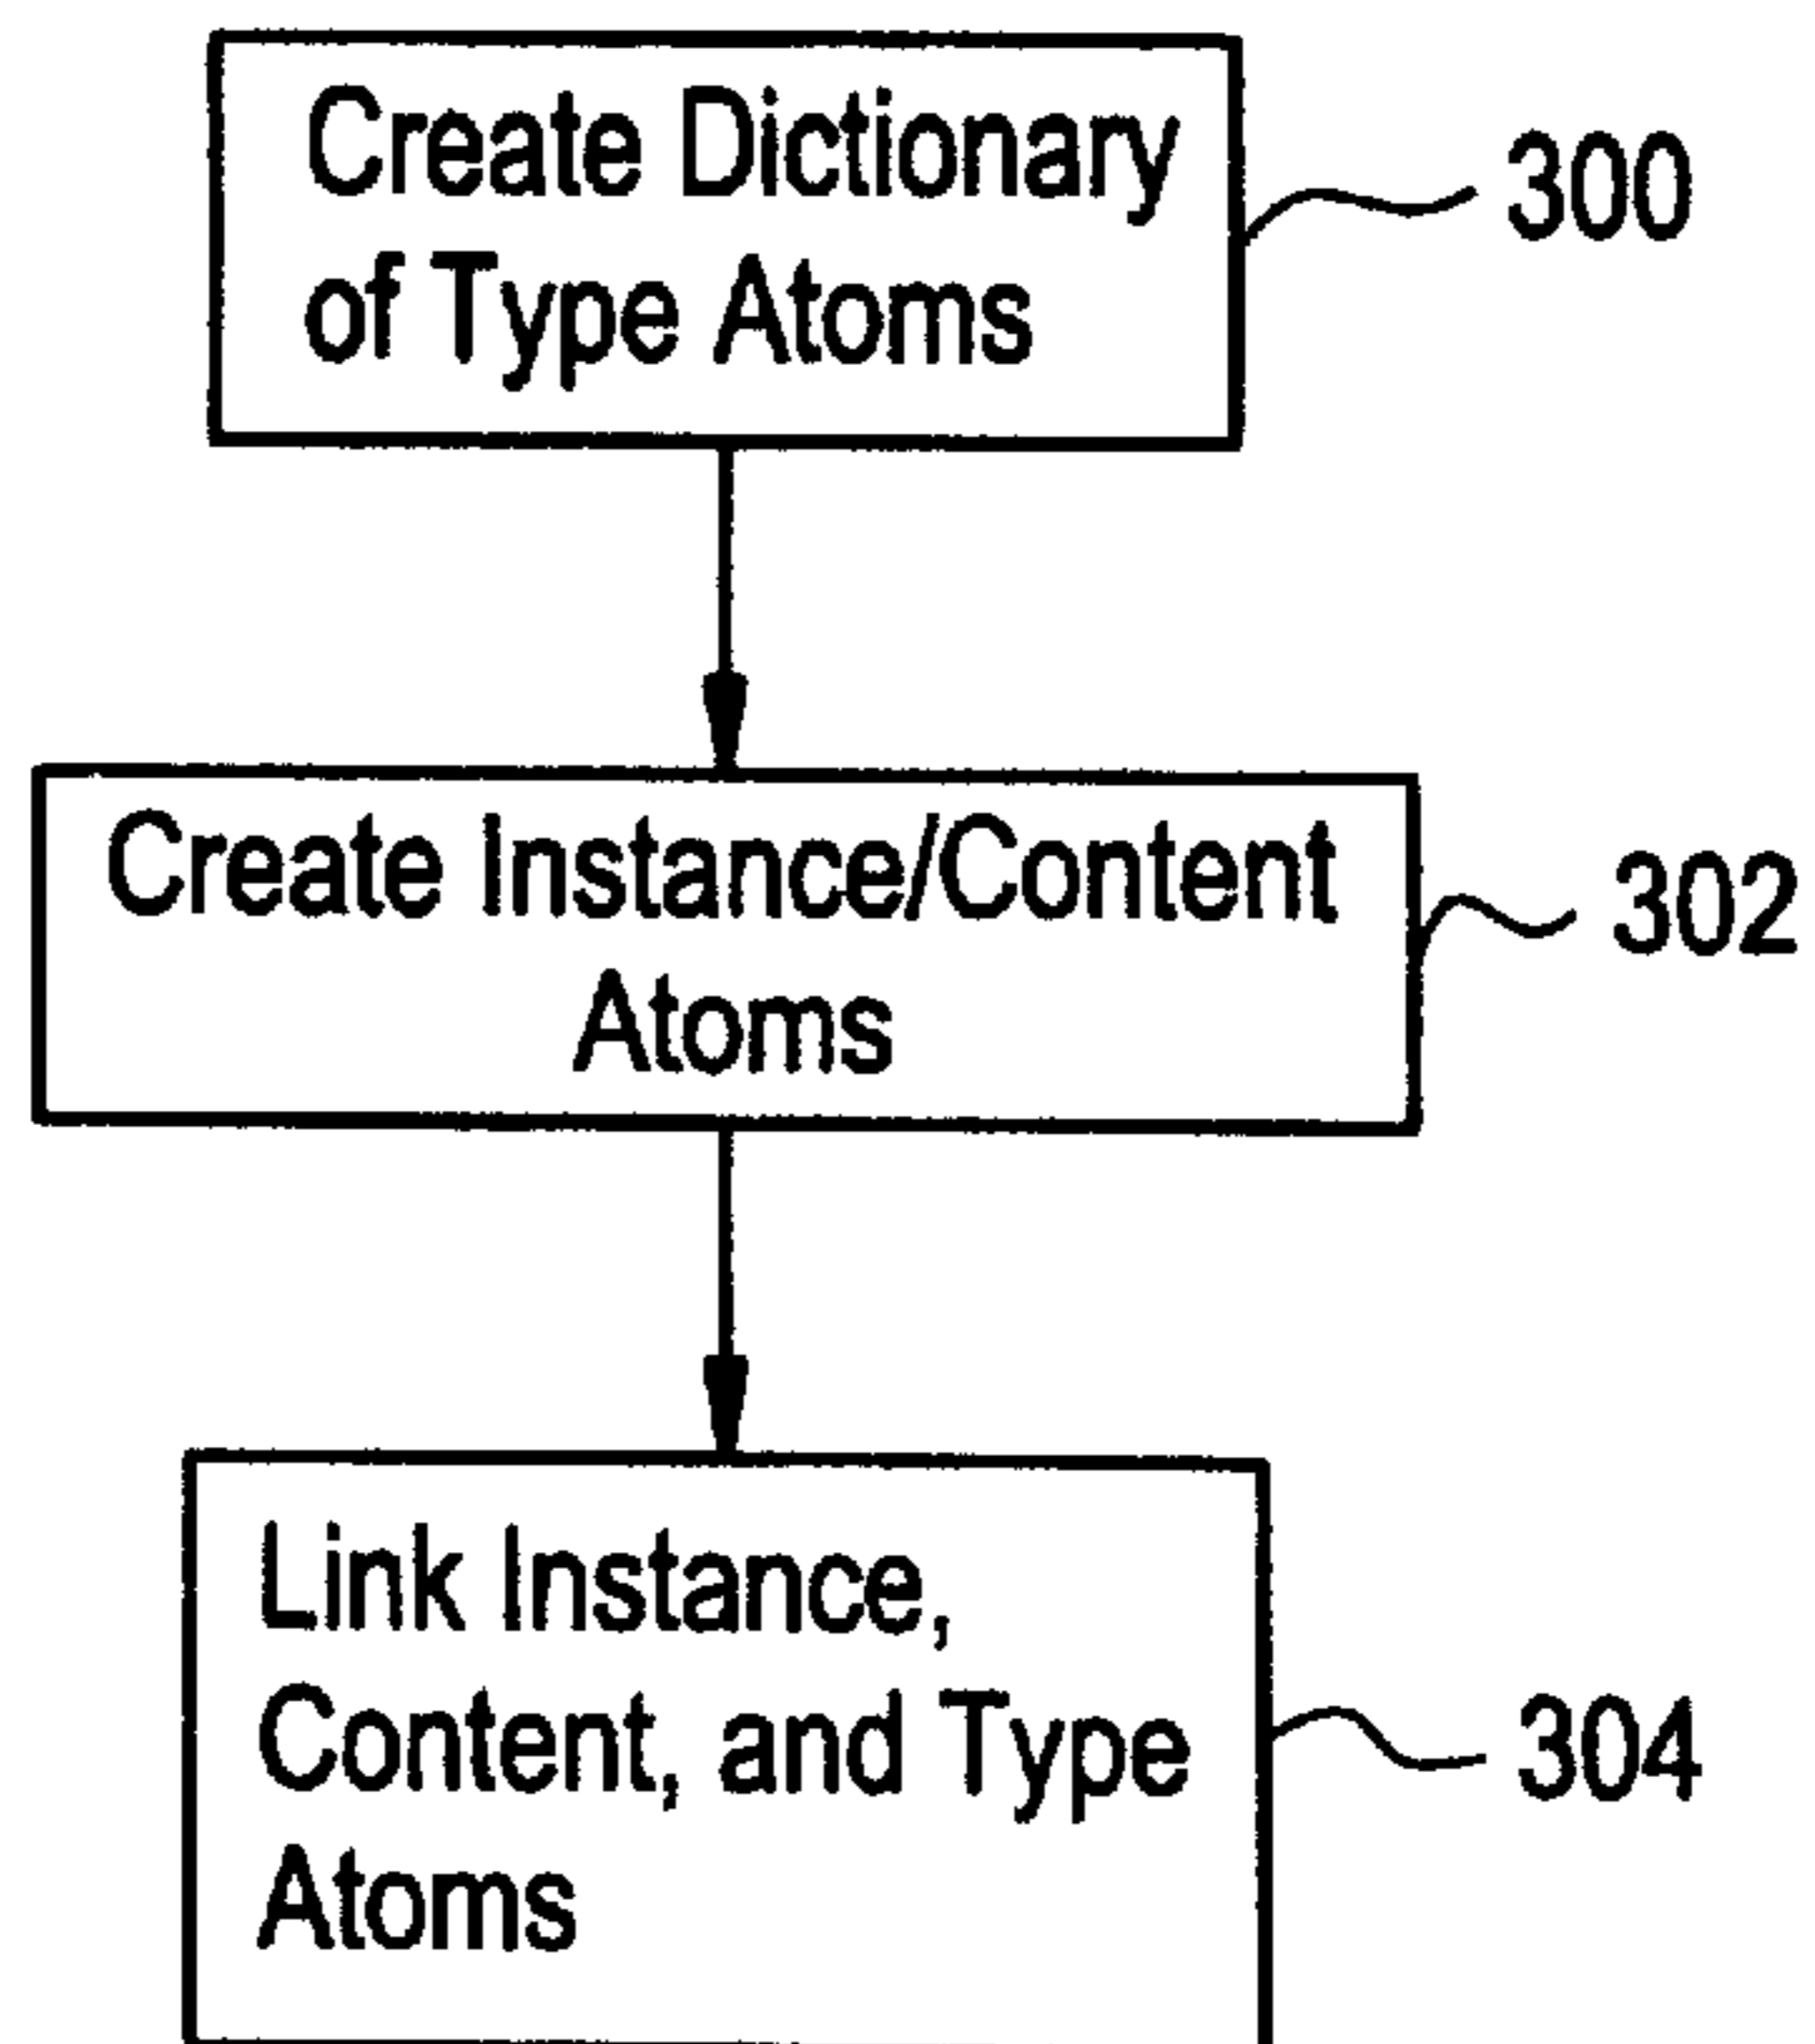 Create Dictionary
of Type Atoms
300
Create Instance/Content
Atoms
302
Link Instance,
Content, and Type
Atoms
304